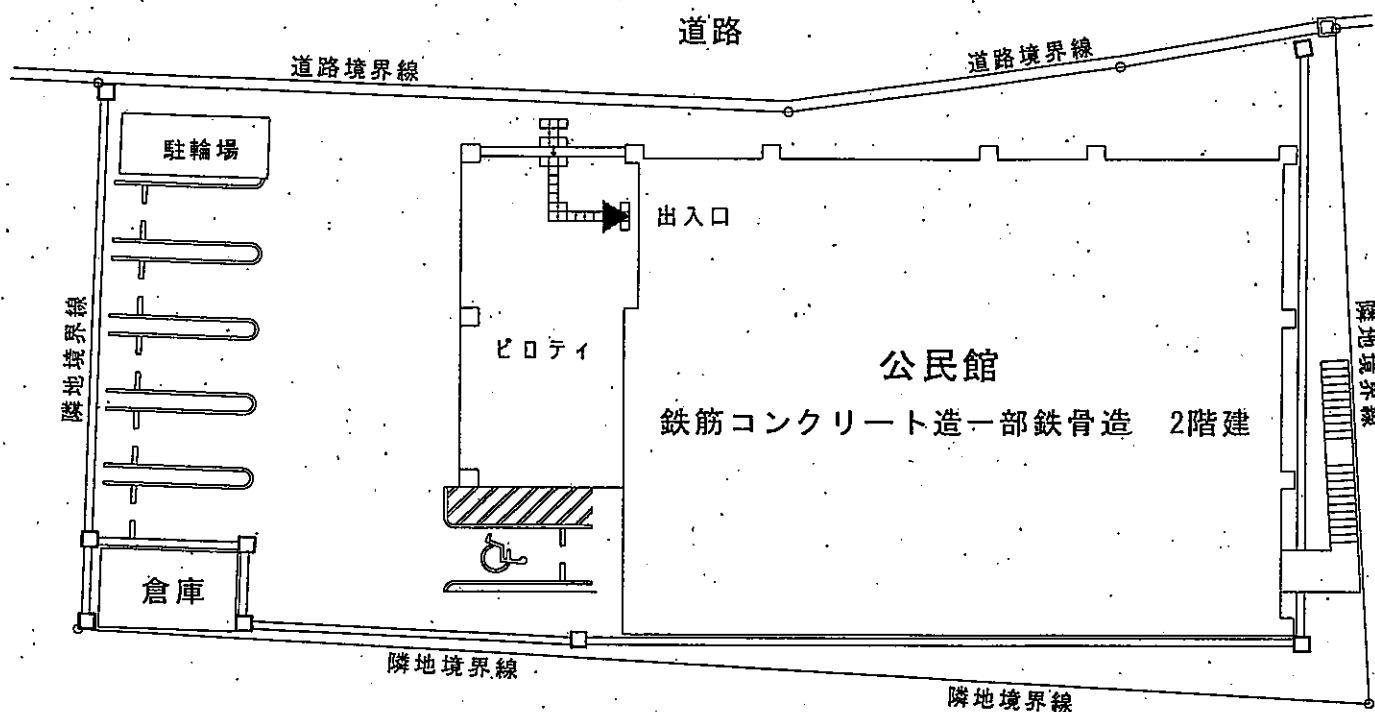 道路
道路境界線
道路境界線
駐輪場
出入口
隣地境界線
ピロティ
公民館
隣地境界線
鉄筋コンクリート造一部鉄骨造 2階建
倉庫
隣地境界線
隣地境界線